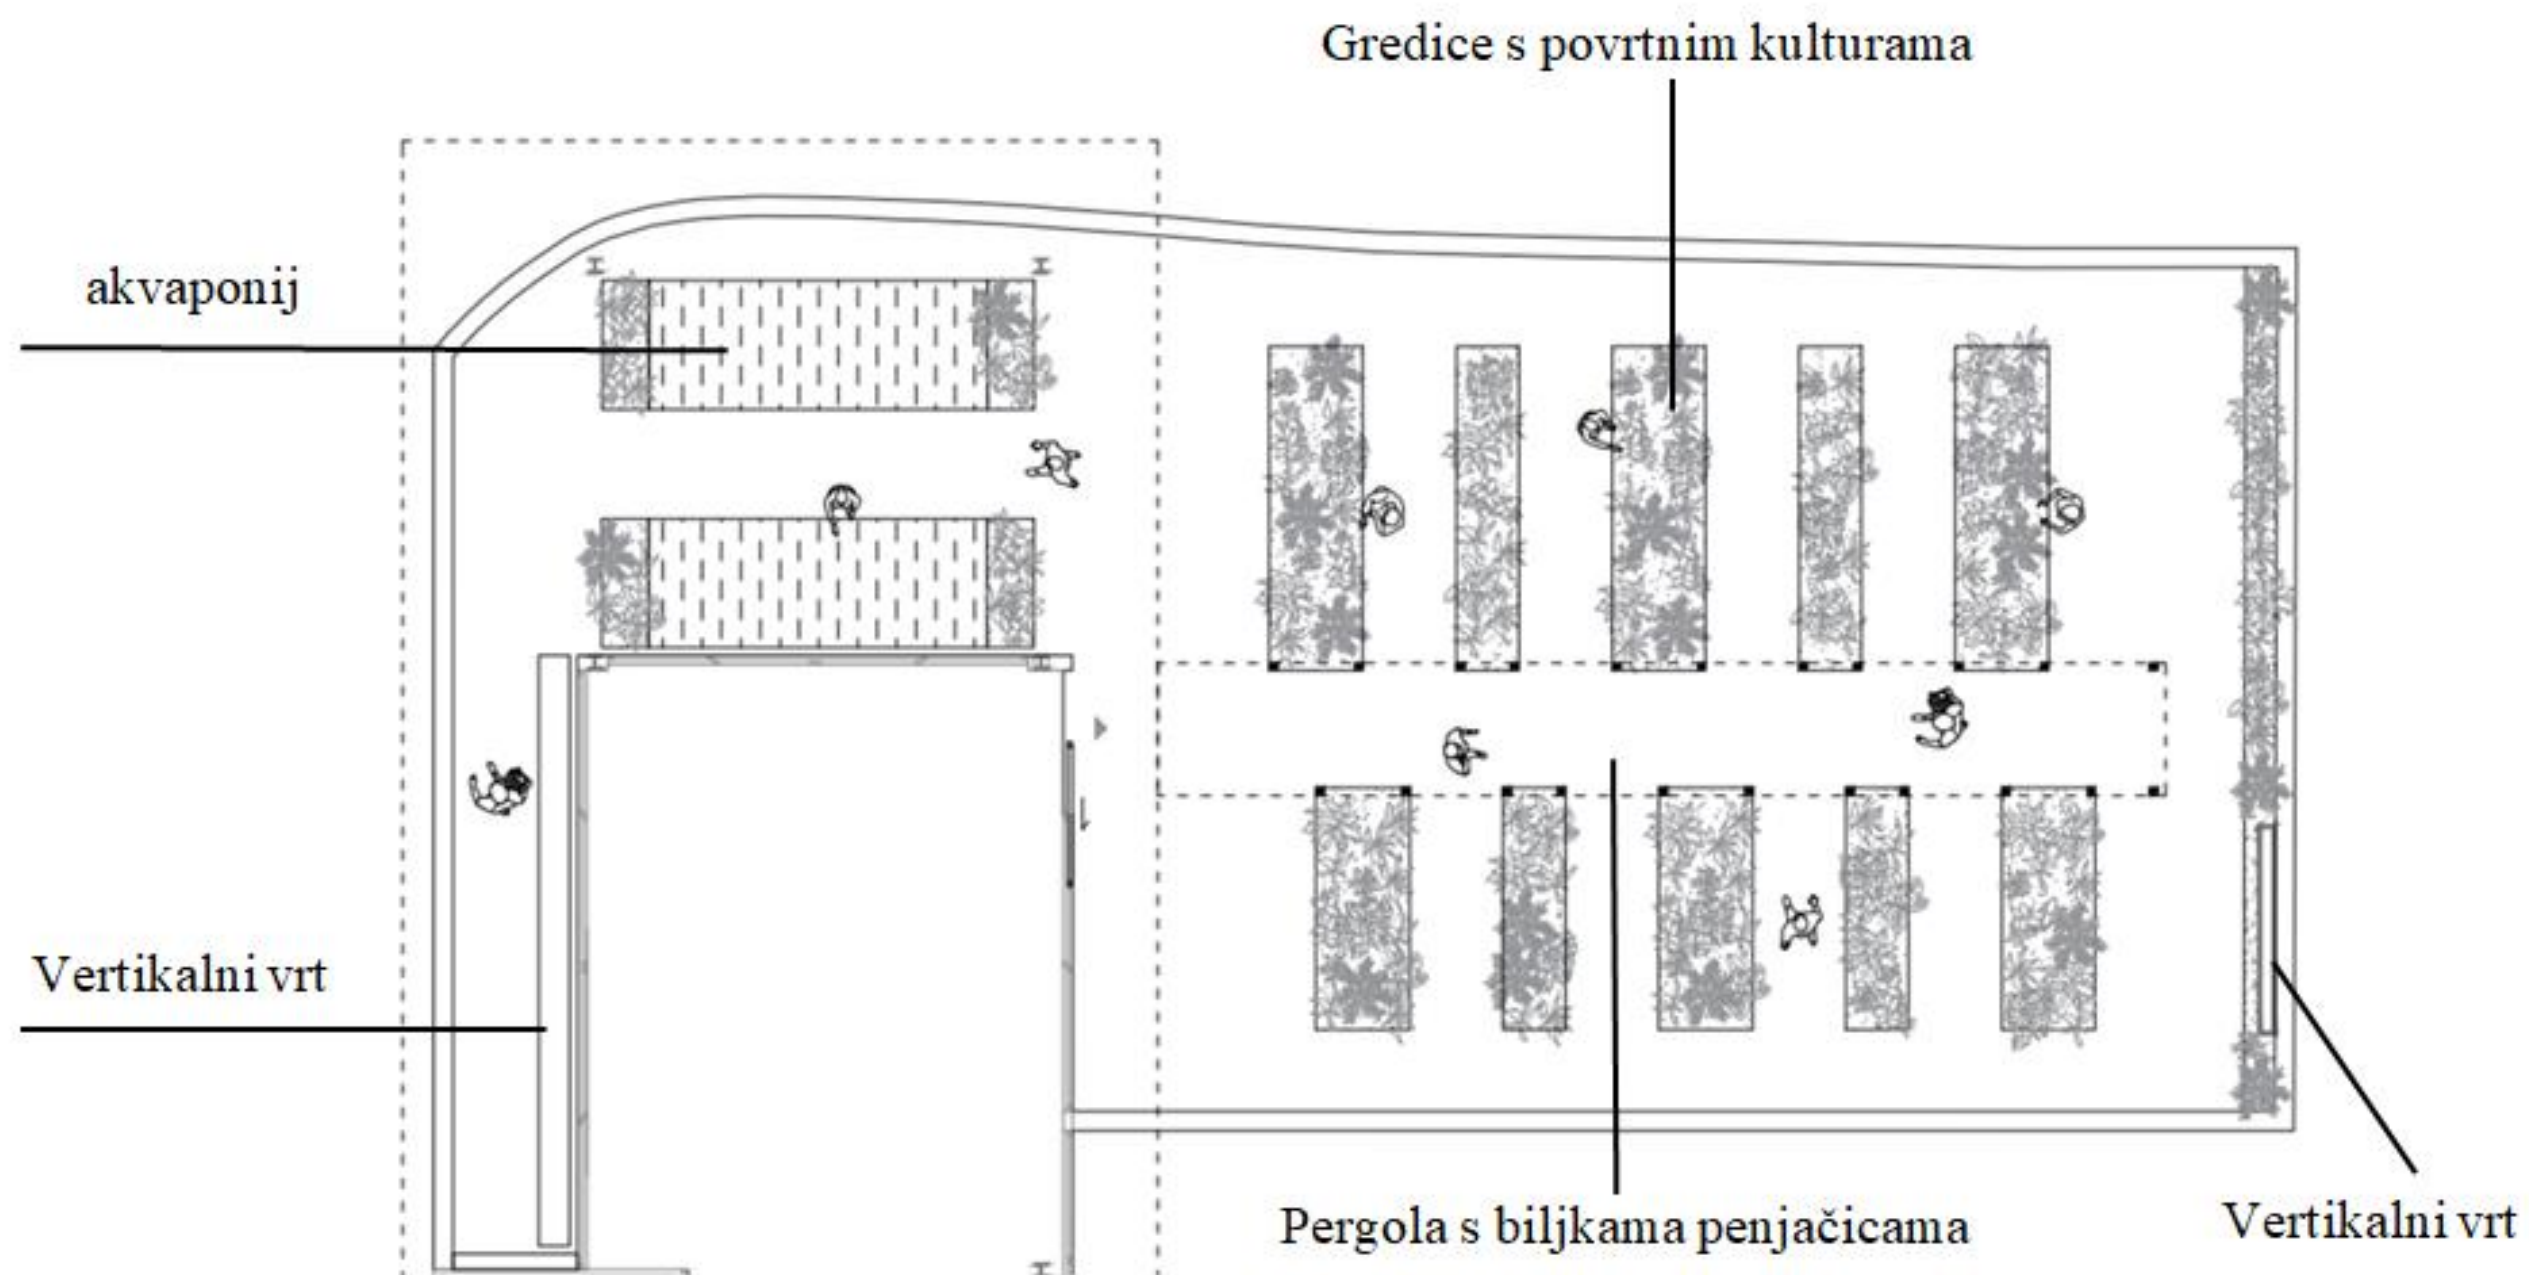 Gredice s povrtnim kulturama
akvaponij
Vertikalni vrt
Pergola s biljkama penjačicama
Vertikalni vrt